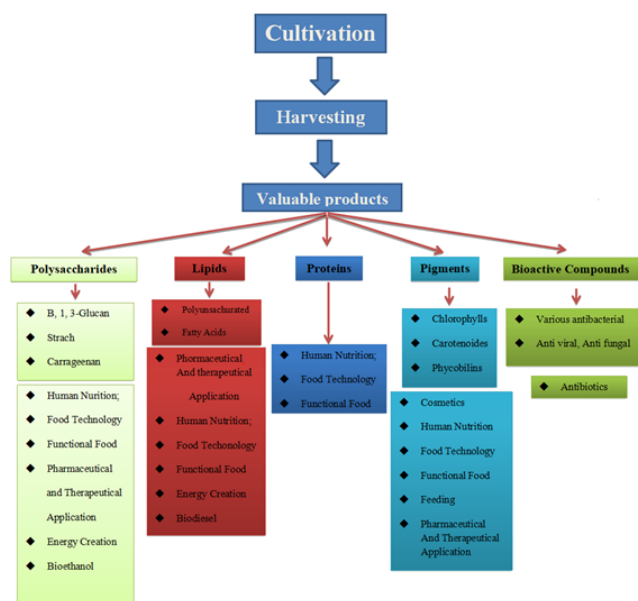 Cultivation
Harvesting
Valuable products
Polysaccharides
B, 1, 3-Glucan
Strach
Carrageenan
Human Nurition;
Food Technology
Functional Food
Pharmaceutical
and Therapeutical
Application
Energy Creation
Bioethanol
Lipids
Polyunsachurated
Fatty Acids
Pharmaceutical
And therapeutical
Application
Human Nutrition;
Food Techonology
Functional Food
Energy Creation
Biodiesel
Proteins
Human Nutrition;
Food Technology
Functional Food
Pigments
Chlorophylls
Carotenoides
Phycobilins
Cosmetics
Human Nutrition
Food Technology
Functional Food
Feeding
Pharmaceutical
And Therapeutical
Application
Bioactive Compounds
Various antibacterial
Anti viral, Anti fungal
Antibiotics